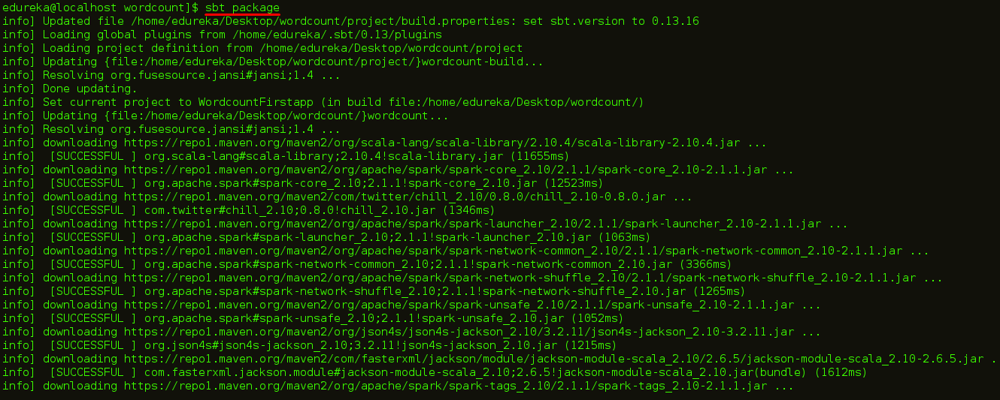 edureka@localhost wordcount]$ sbt package
info] Updated file /home/edureka/Desktop/wordcount/project/build.properties: set sbt.version to 0.13.16
info] Loading global plugins from /home/edureka/.sbt/0.13/plugins
info] Loading project definition from /home/edureka/Desktop/wordcount/project
info] Updating {file:/home/edureka/Desktop/wordcount/project/}wordcount-build...
info] Resolving org.fusesource.jansi#jansi;1.4 ...
info] Done updating.
info] Set current project to WordcountFirstapp (in build file:/home/edureka/Desktop/wordcount/)
info] Updating {file:/home/edureka/Desktop/wordcount/}wordcount...
info] Resolving org.fusesource.jansi#jansi;1.4 ...
info] downloading https://repo1.maven.org/maven2/org/scala-lang/scala-library/2.10.4/scala-library-2.10.4.jar ...
info]  [SUCCESSFUL ] org.scala-lang#scala-library;2.10.4!scala-library.jar (11655ms)
info] downloading https://repo1.maven.org/maven2/org/apache/spark/spark-core_2.10/2.1.1/spark-core_2.10-2.1.1.jar ...
info]  [SUCCESSFUL ] org.apache.spark#spark-core_2.10;2.1.1!spark-core_2.10.jar (12523ms)
info] downloading https://repo1.maven.org/maven2/com/twitter/chill_2.10/0.8.0/chill_2.10-0.8.0.jar ...
info]  [SUCCESSFUL ] com.twitter#chill_2.10;0.8.0!chill_2.10.jar (1346ms)
info] downloading https://repo1.maven.org/maven2/org/apache/spark/spark-launcher_2.10/2.1.1/spark-launcher_2.10-2.1.1.jar ...
info]  [SUCCESSFUL ] org.apache.spark#spark-launcher_2.10;2.1.1!spark-launcher_2.10.jar (1063ms)
info] downloading https://repo1.maven.org/maven2/org/apache/spark/spark-network-common_2.10/2.1.1/spark-network-common_2.10-2.1.1.jar ...
info]  [SUCCESSFUL ] org.apache.spark#spark-network-common_2.10;2.1.1!spark-network-common_2.10.jar (3366ms)
info] downloading https://repo1.maven.org/maven2/org/apache/spark/spark-network-shuffle_2.10/2.1.1/spark-network-shuffle_2.10-2.1.1.jar ...
info]  [SUCCESSFUL ] org.apache.spark#spark-network-shuffle_2.10;2.1.1!spark-network-shuffle_2.10.jar (1265ms)
info] downloading https://repo1.maven.org/maven2/org/apache/spark/spark-unsafe_2.10/2.1.1/spark-unsafe_2.10-2.1.1.jar ...
info]  [SUCCESSFUL ] org.apache.spark#spark-unsafe_2.10;2.1.1!spark-unsafe_2.10.jar (1052ms)
info] downloading https://repo1.maven.org/maven2/org/json4s/json4s-jackson_2.10/3.2.11/json4s-jackson_2.10-3.2.11.jar ...
info]  [SUCCESSFUL ] org.json4s#json4s-jackson_2.10;3.2.11!json4s-jackson_2.10.jar (1215ms)
info] downloading https://repo1.maven.org/maven2/com/fasterxml/jackson/module/jackson-module-scala_2.10/2.6.5/jackson-module-scala_2.10-2.6.5.jar .
info]  [SUCCESSFUL ] com.fasterxml.jackson.module#jackson-module-scala_2.10;2.6.5!jackson-module-scala_2.10.jar(bundle) (1612ms)
info] downloading https://repo1.maven.org/maven2/org/apache/spark/spark-tags_2.10/2.1.1/spark-tags_2.10-2.1.1.jar ...